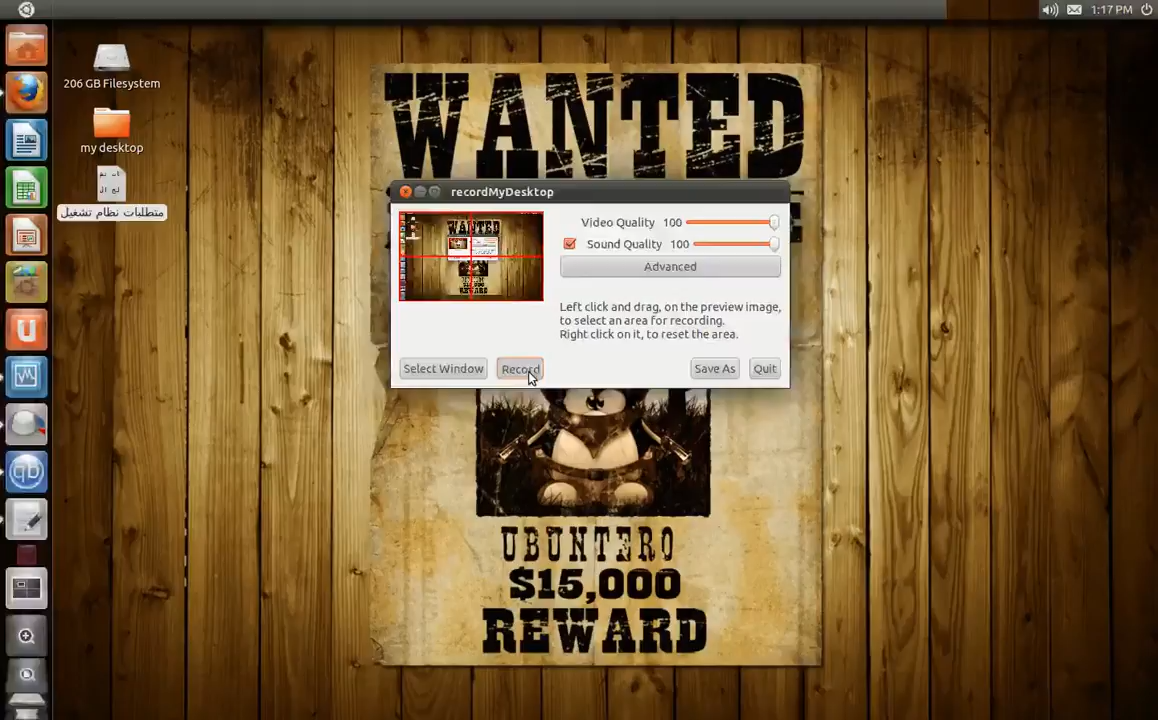 1:17 PM
206 GB Filesystem
my desktop
متطلبات نظام تشغيل
WANTED
recordMyDesktop
Video Quality 100
Sound Quality 100
Advanced
Left click and drag, on the preview image,
to select an area for recording.
Right click on it, to reset the area.
Select Window
Record
Save As
Quit
UBUNTERO
$15,000
REWARD